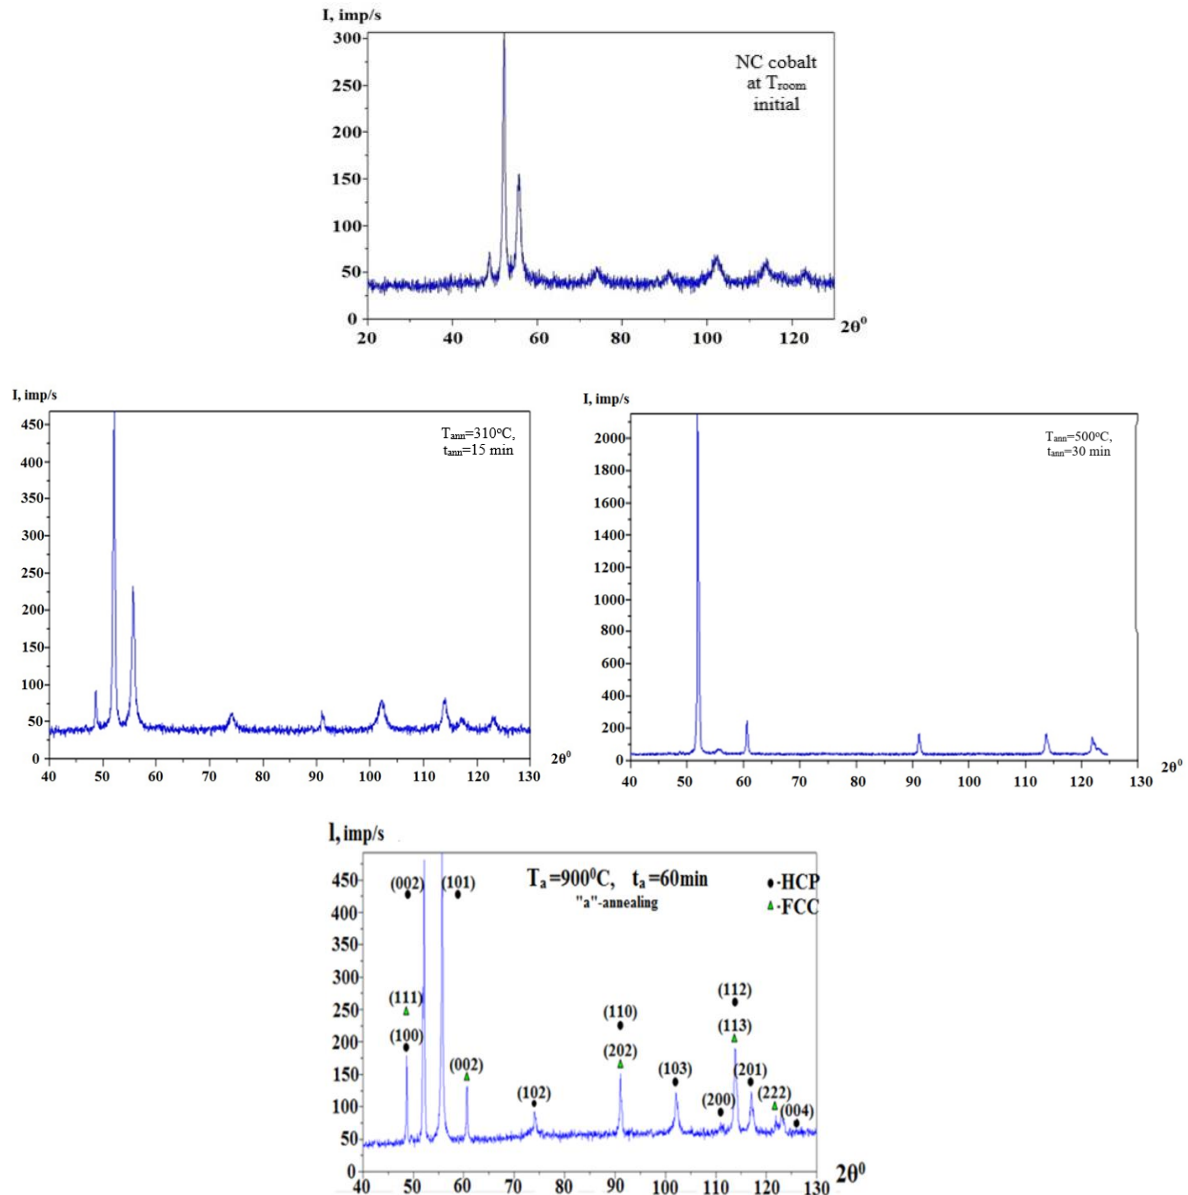 I, imp/s
300
250
200
150
100
50
0
NC cobalt
at Troom
initial
20 40 60 80 100 120
2θ⁰
I, imp/s
450
400
350
300
250
200
150
100
50
0
Tann=310ºC,
tann=15 min
40 50 60 70 80 90 100 110 120 130
2θ⁰
I, imp/s
2000
1800
1600
1400
1200
1000
800
600
400
200
0
Tann=500ºC,
tann=30 min
40 50 60 70 80 90 100 110 120 130
2θ⁰
I, imp/s
450
400
350
300
250
200
150
100
50
0
Ta=900⁰C, ta=60min
"a"-annealing
-HCP
-FCC
(002) (101)
(111)
(100)
(002)
(102)
(110)
(202)
(103)
(200)
(112)
(113)
(201)
(222)
(004)
40 50 60 70 80 90 100 110 120 130
2θ⁰